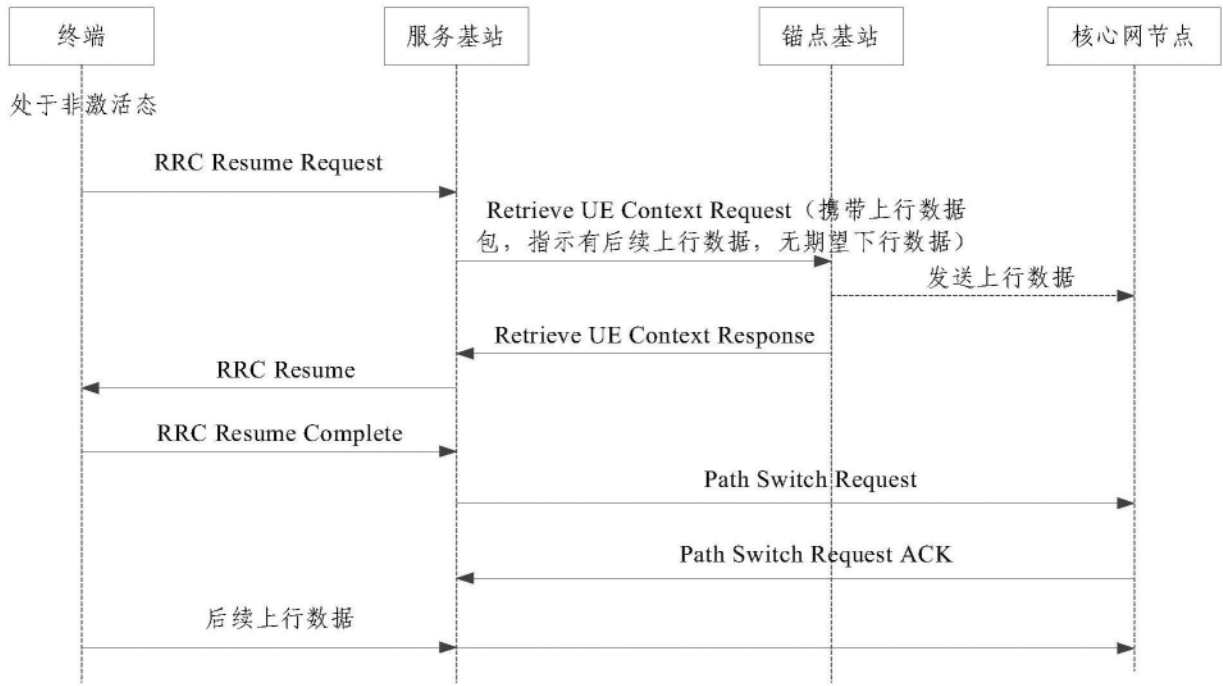 终端
服务基站
锚点基站
核心网节点
处于非激活态
RRC Resume Request
Retrieve UE Context Request（携带上行数据
包，指示有后续上行数据，无期望下行数据）
发送上行数据
Retrieve UE Context Response
RRC Resume
RRC Resume Complete
Path Switch Request
Path Switch Request ACK
后续上行数据